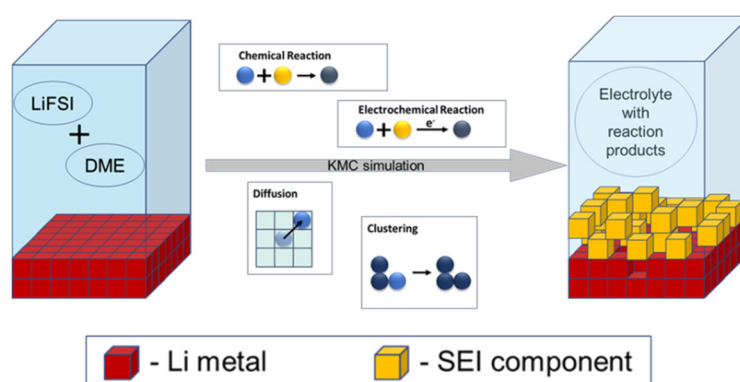 LiFSI
+
DME
Chemical Reaction
+
Electrochemical Reaction
+
e-
KMC simulation
Diffusion
Clustering
Electrolyte
with
reaction
products
- Li metal
- SEI component